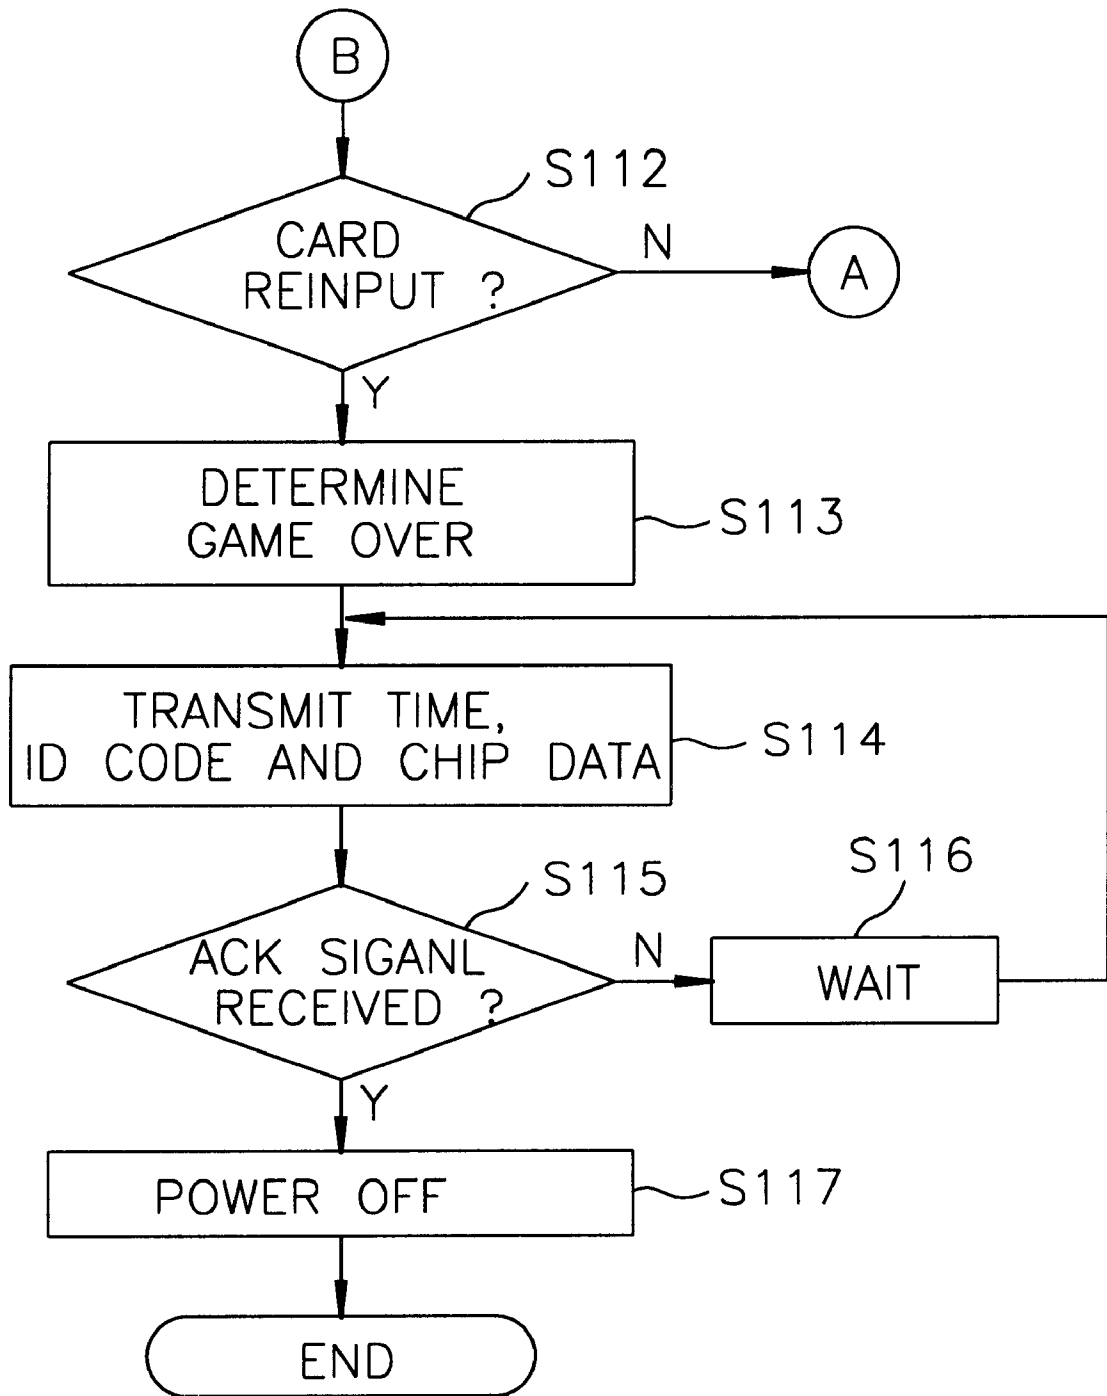 B
S112
CARD
REINPUT ?
N
A
Y
DETERMINE
GAME OVER
S113
TRANSMIT TIME,
ID CODE AND CHIP DATA
S114
S115
S116
ACK SIGANL
RECEIVED ?
N
WAIT
Y
POWER OFF
S117
END